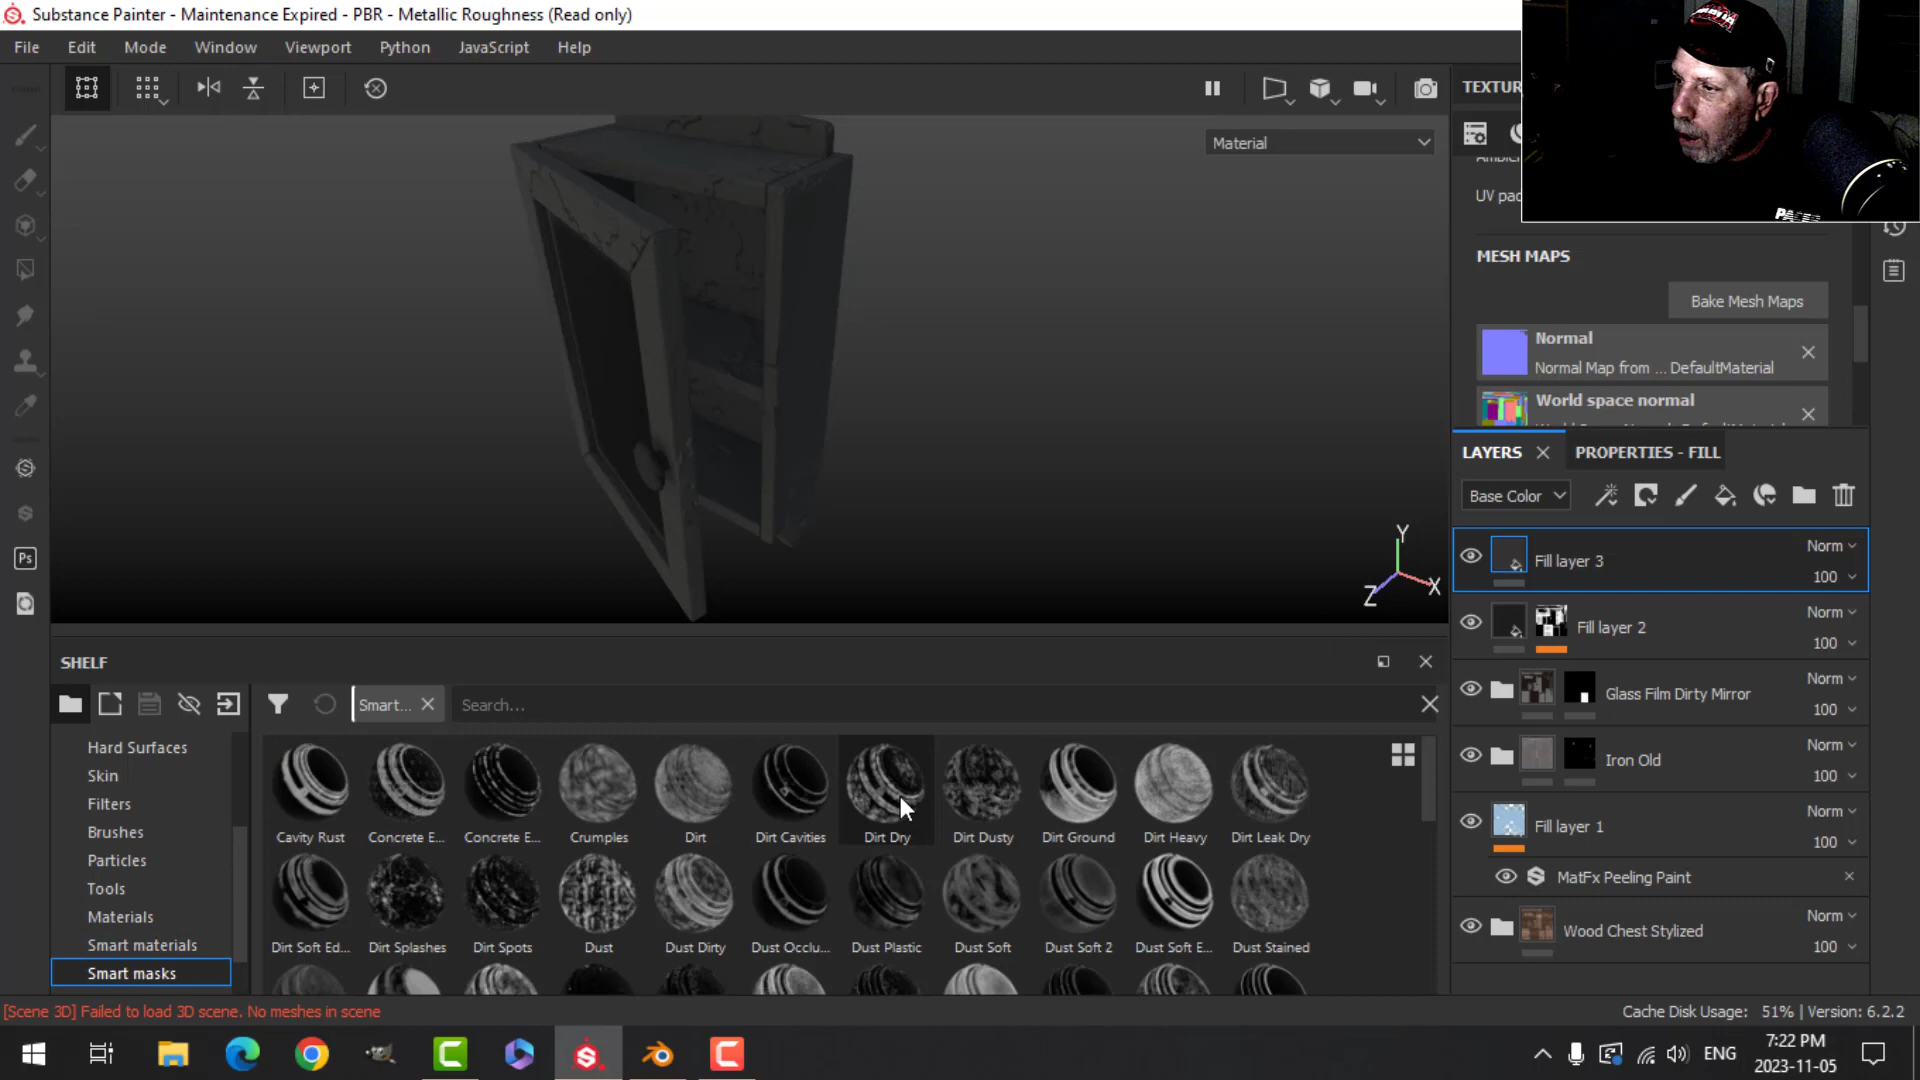 Substance Painter - Maintenance Expired - PBR - Metallic Roughness (Read only)
File Edit Mode Window Viewport Python JavaScript Help
Material
TEXTUR
UV pac
MESH MAPS
Bake Mesh Maps
Normal
Normal Map from ... DefaultMaterial
World space normal
LAYERS
PROPERTIES - FILL
Base Color
Fill layer 3
Norm
100
Fill layer 2
Norm
100
Glass Film Dirty Mirror
Norm
100
Iron Old
Norm
100
Fill layer 1
Norm
100
MatFx Peeling Paint
Wood Chest Stylized
Norm
100
Y
Z
X
Ps
SHELF
Smart...
Search...
Hard Surfaces
Skin
Filters
Brushes
Particles
Tools
Materials
Smart materials
Smart masks
Cavity Rust Concrete E... Concrete E... Crumples Dirt Dirt Cavities Dirt Dry Dirt Dusty Dirt Ground Dirt Heavy Dirt Leak Dry
Dirt Soft Ed... Dirt Splashes Dirt Spots Dust Dust Dirty Dust Occlu... Dust Plastic Dust Soft Dust Soft 2 Dust Soft E... Dust Stained
[Scene 3D] Failed to load 3D scene. No meshes in scene
Cache Disk Usage: 51% | Version: 6.2.2
ENG
7:22 PM
2023-11-05